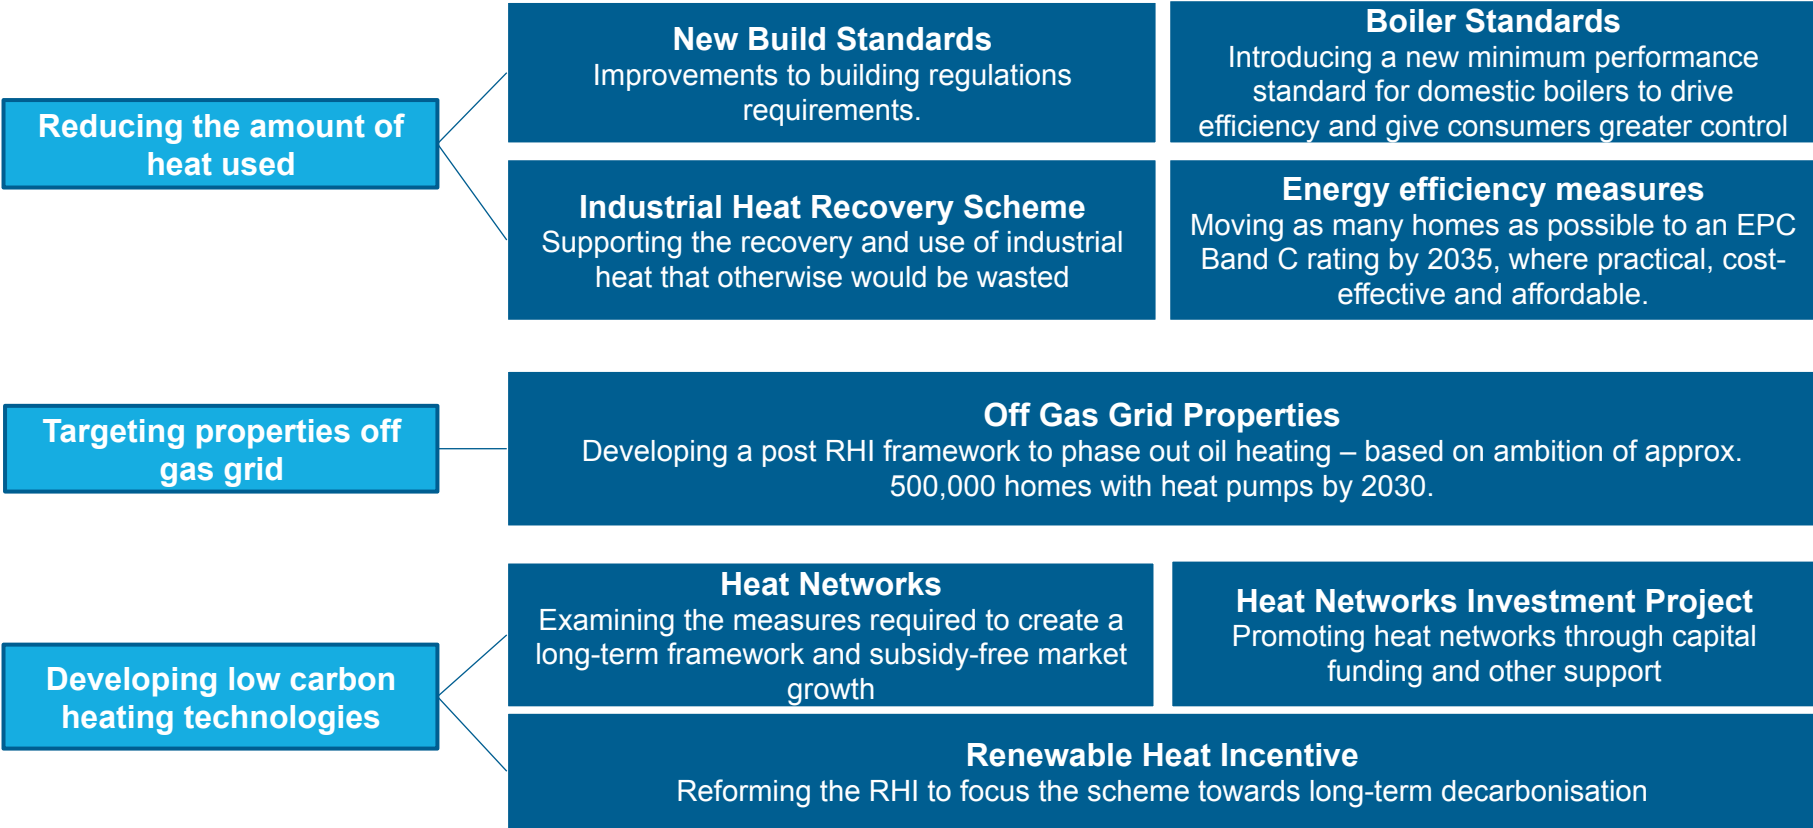 Reducing the amount of
heat used
New Build Standards
Improvements to building regulations
requirements.
Boiler Standards
Introducing a new minimum performance
standard for domestic boilers to drive
efficiency and give consumers greater control
Industrial Heat Recovery Scheme
Supporting the recovery and use of industrial
heat that otherwise would be wasted
Energy efficiency measures
Moving as many homes as possible to an EPC
Band C rating by 2035, where practical, cost-
effective and affordable.
Targeting properties off
gas grid
Off Gas Grid Properties
Developing a post RHI framework to phase out oil heating – based on ambition of approx.
500,000 homes with heat pumps by 2030.
Developing low carbon
heating technologies
Heat Networks
Examining the measures required to create a
long-term framework and subsidy-free market
growth
Heat Networks Investment Project
Promoting heat networks through capital
funding and other support
Renewable Heat Incentive
Reforming the RHI to focus the scheme towards long-term decarbonisation